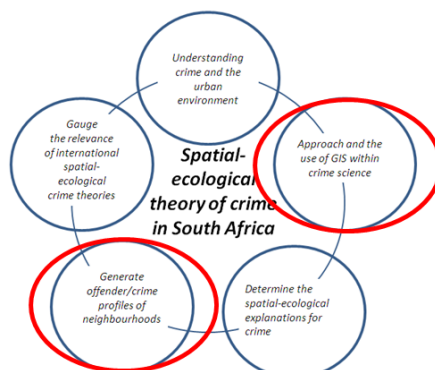 Understanding
crime and the
urban
environment
Gauge
the relevance
of international
spatial-
ecological
crime theories
Spatial-
ecological
theory of crime
in South Africa
Approach and the
use of GIS within
crime science
Generate
offender/crime
profiles of
neighbourhoods
Determine the
spatial-ecological
explanations for
crime